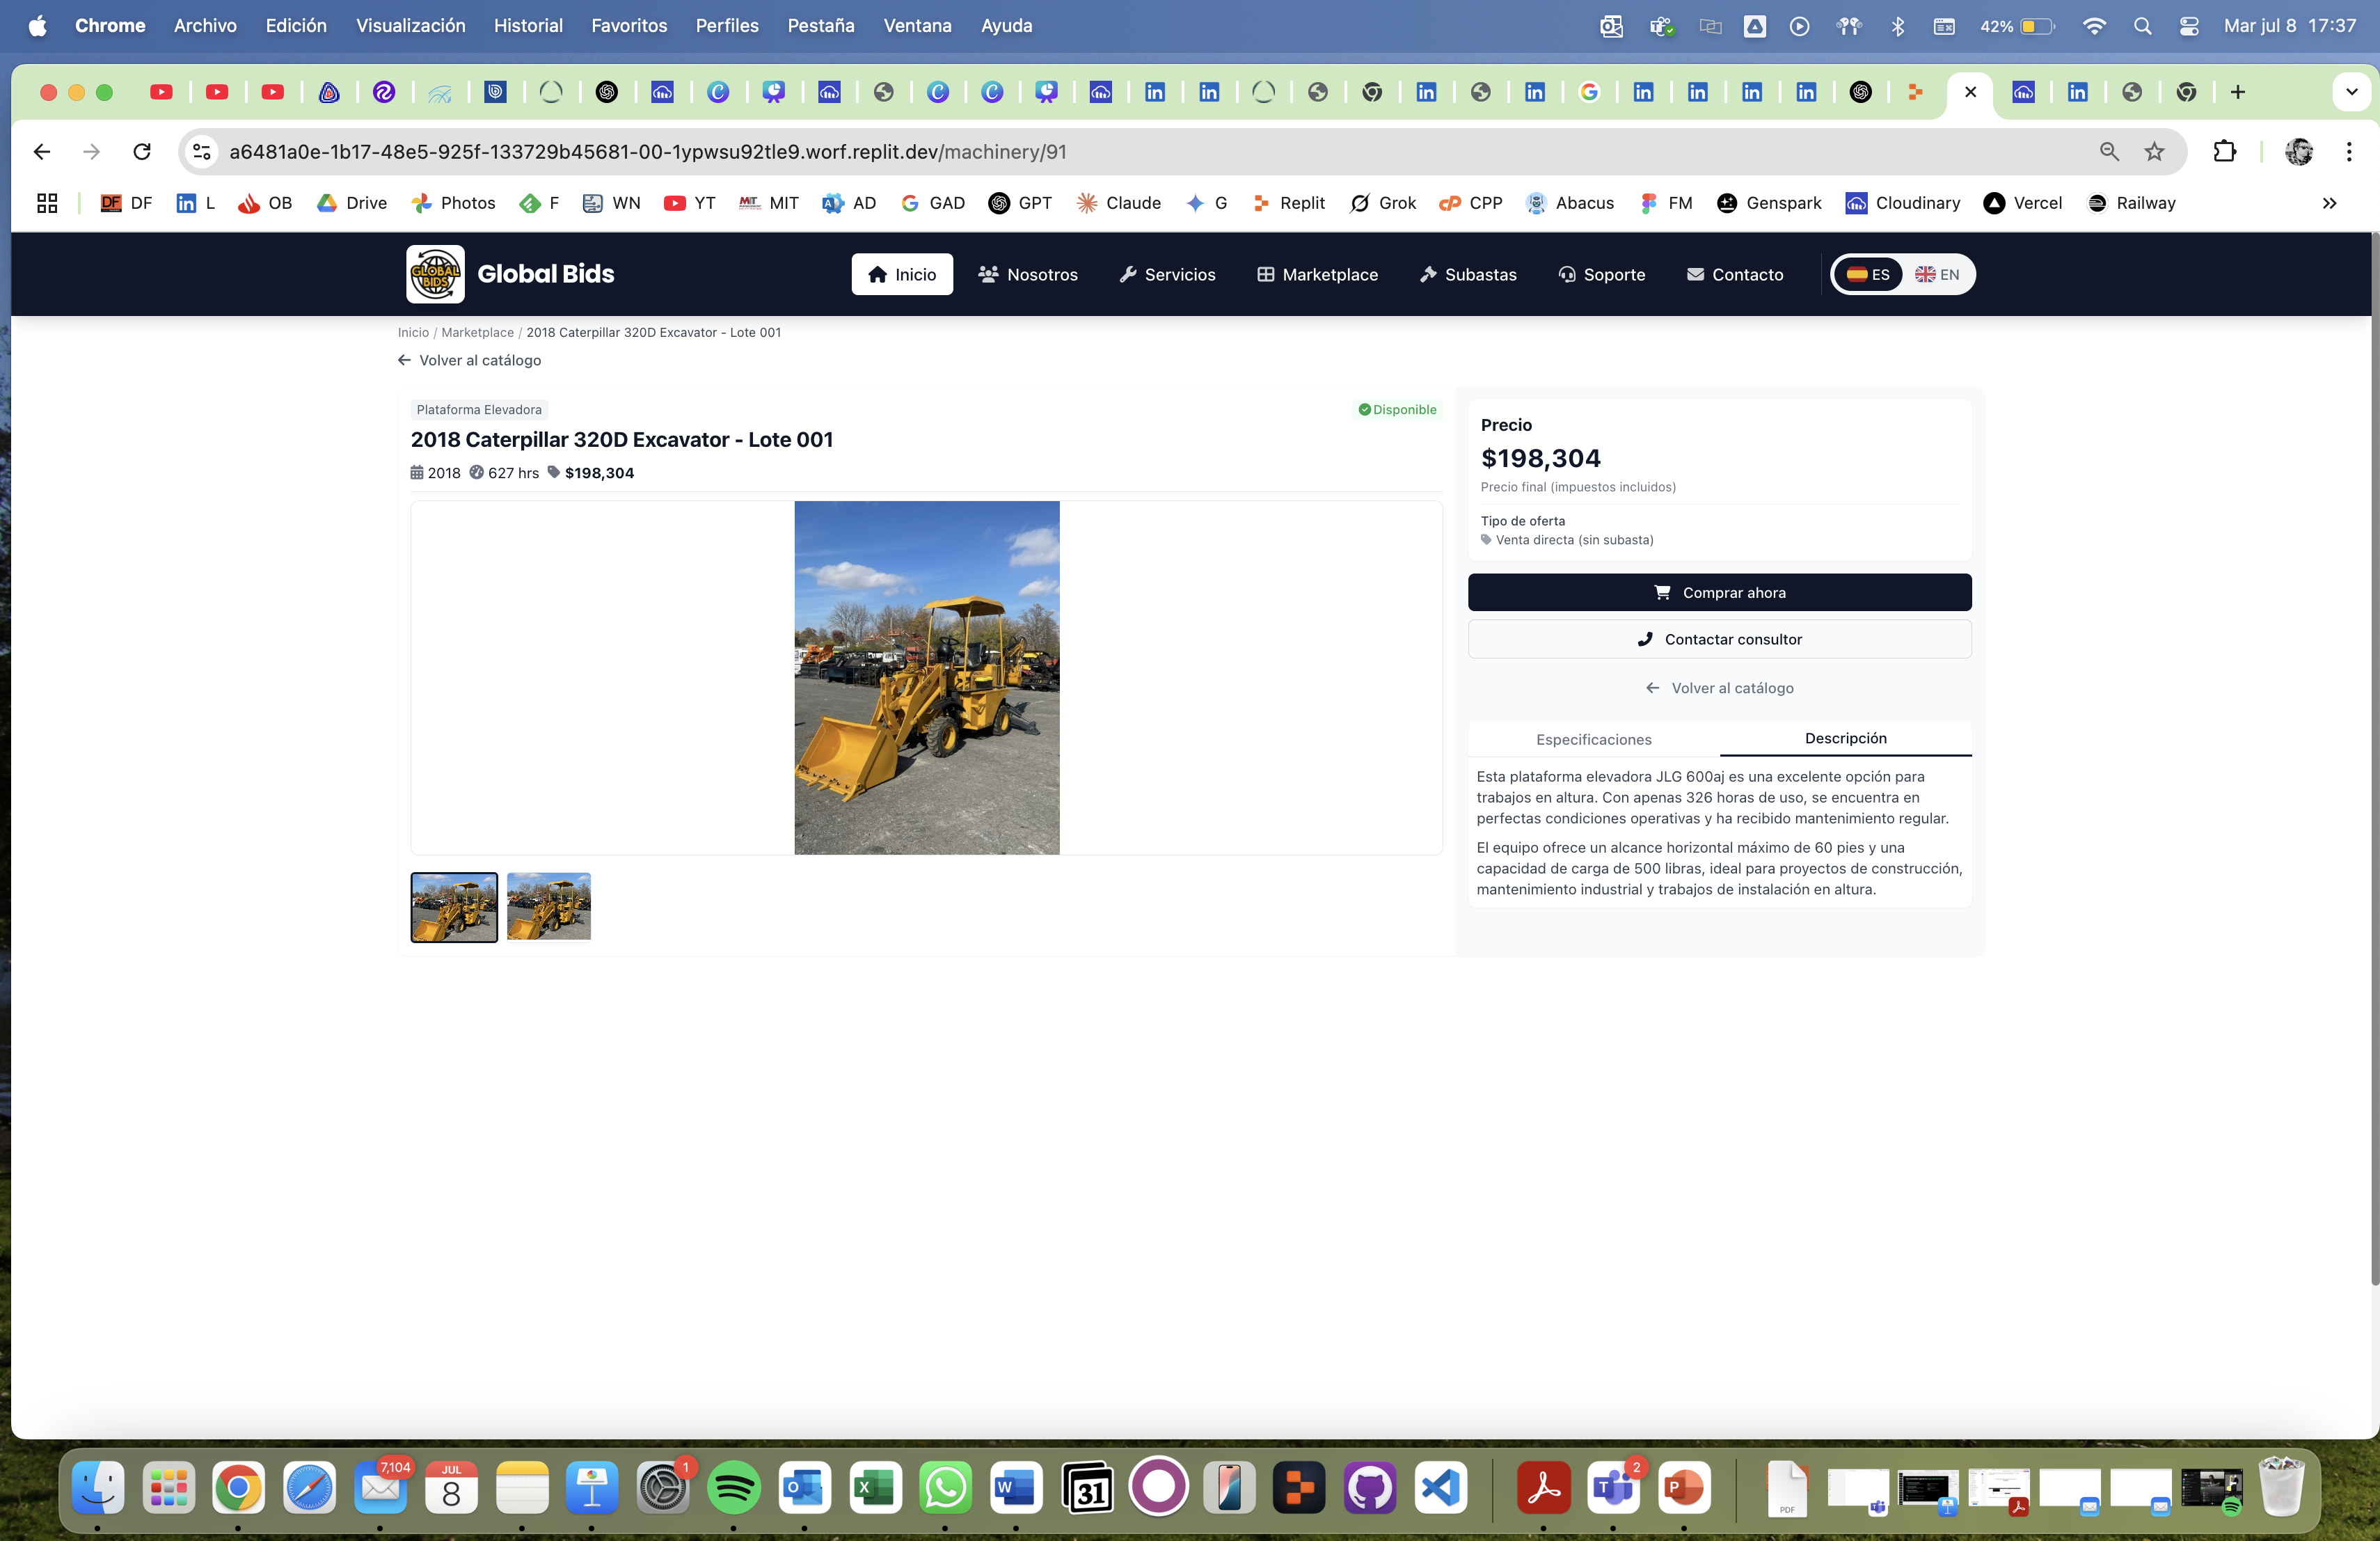 Chrome Archivo Edición Visualización Historial Favoritos Perfiles Pestaña Ventana Ayuda 42% Mar jul 8 17:37
a6481a0e-1b17-48e5-925f-133729b45681-00-1ypwsu92tle9.worf.replit.dev/machinery/91
DF L OB Drive Photos F WN YT MIT AD GAD GPT Claude G Replit Grok CPP Abacus FM Genspark Cloudinary Vercel Railway
GLOBAL BIDS
Global Bids Inicio Nosotros Servicios Marketplace Subastas Soporte Contacto ES EN
Inicio / Marketplace / 2018 Caterpillar 320D Excavator - Lote 001
Volver al catálogo
Plataforma Elevadora Disponible
2018 Caterpillar 320D Excavator - Lote 001
2018 627 hrs $198,304
Precio
$198,304
Precio final (impuestos incluidos)
Tipo de oferta
Venta directa (sin subasta)
Comprar ahora
Contactar consultor
Volver al catálogo
Especificaciones Descripción
Esta plataforma elevadora JLG 600aj es una excelente opción para
trabajos en altura. Con apenas 326 horas de uso, se encuentra en
perfectas condiciones operativas y ha recibido mantenimiento regular.
El equipo ofrece un alcance horizontal máximo de 60 pies y una
capacidad de carga de 500 libras, ideal para proyectos de construcción,
mantenimiento industrial y trabajos de instalación en altura.
7,104 JUL 8 1 31 2 PDF